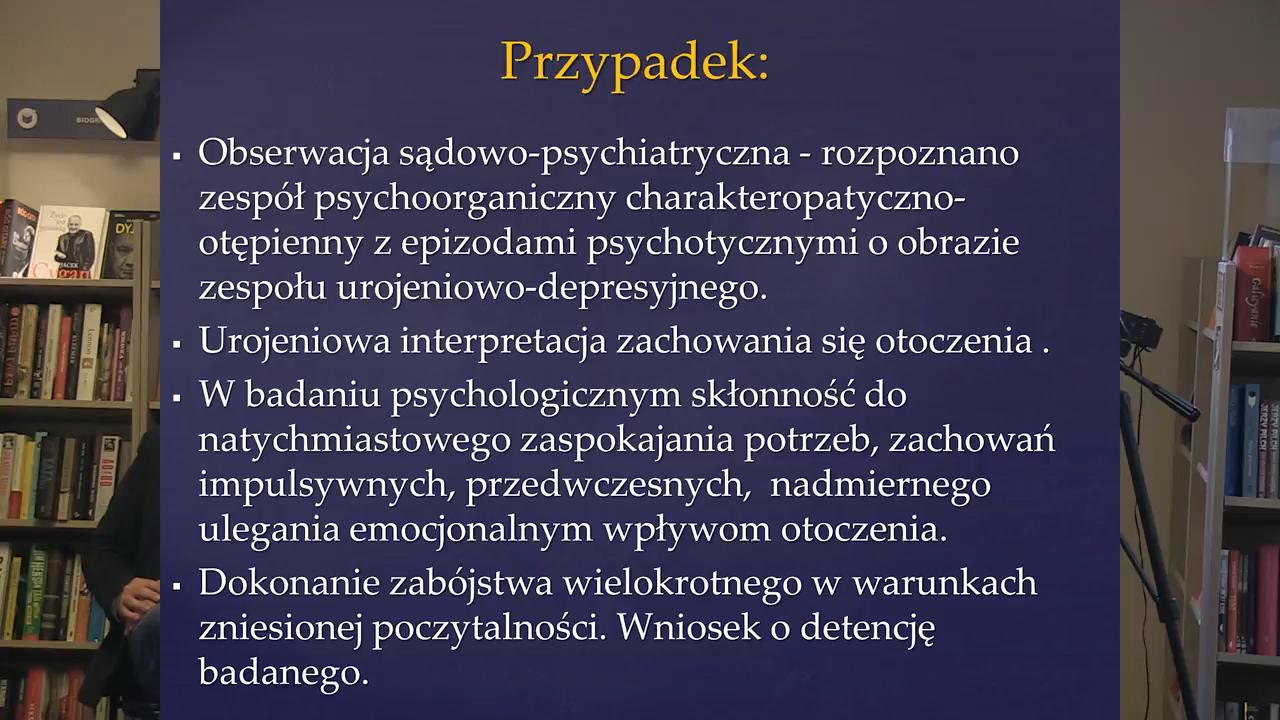 Przypadek:
Obserwacja sądowo-psychiatryczna - rozpoznano
zespół psychoorganiczny charakteropatyczno-
otępienny z epizodami psychotycznymi o obrazie
zespołu urojeniowo-depresyjnego.
Urojeniowa interpretacja zachowania się otoczenia .
W badaniu psychologicznym skłonność do
natychmiastowego zaspokajania potrzeb, zachowań
impulsywnych, przedwczesnych, nadmiernego
ulegania emocjonalnym wpływom otoczenia.
Dokonanie zabójstwa wielokrotnego w warunkach
zniesionej poczytalności. Wniosek o detencję
badanego.